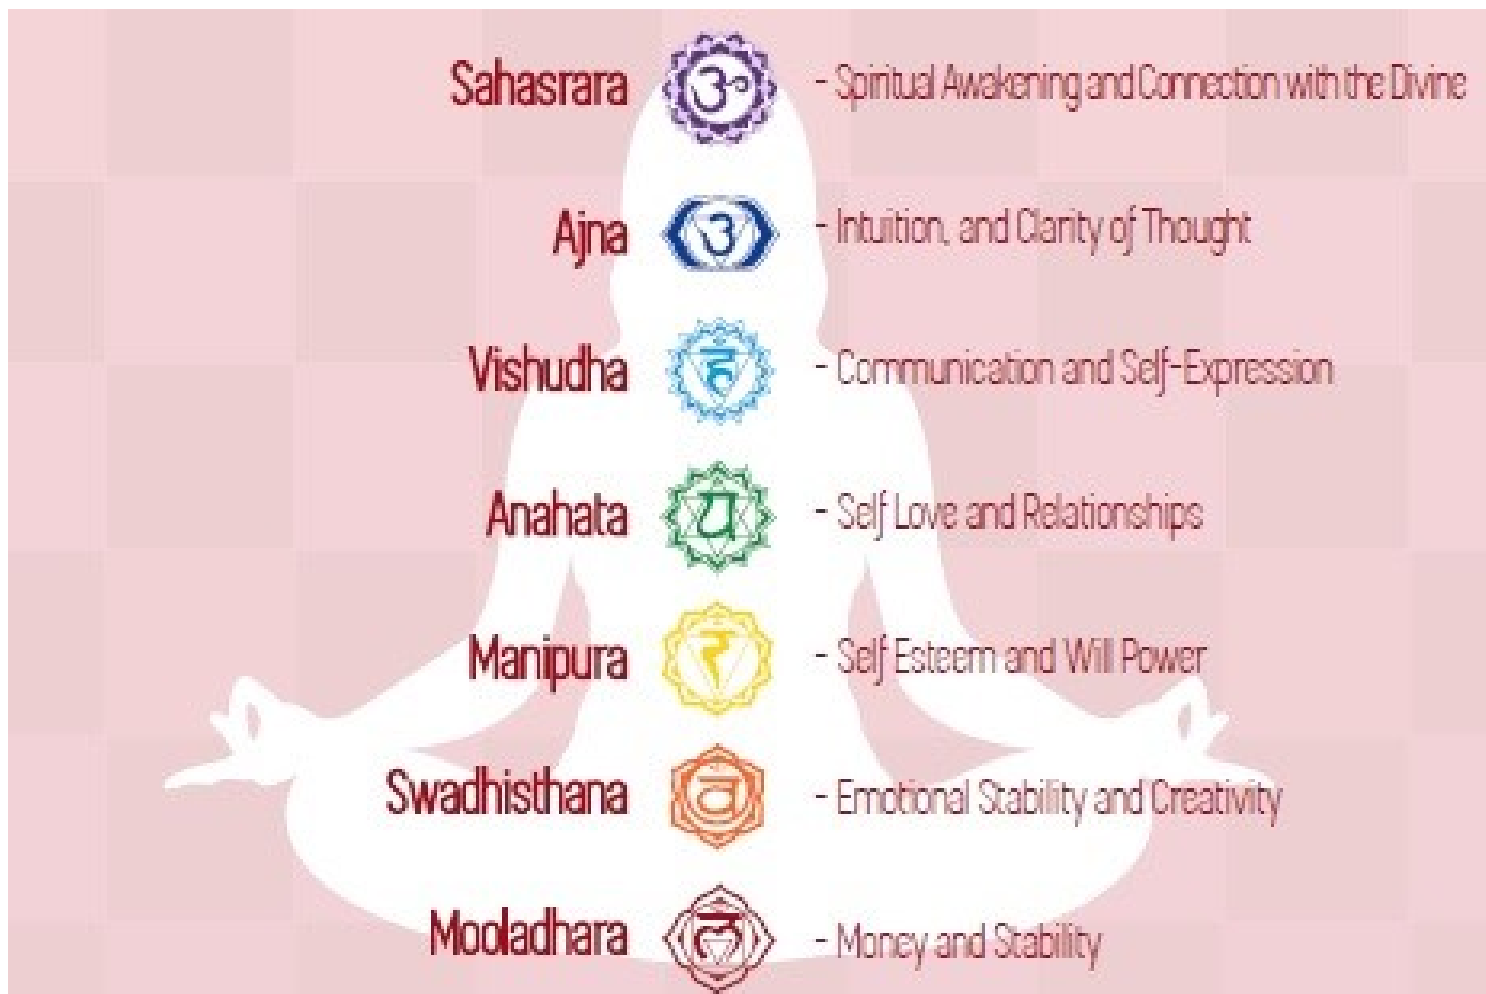 Sahasrara ॐ - Spiritual Awakening and Connection with the Divine
Ajna - Intuition, and Clarity of Thought
Vishudha ह - Communication and Self-Expression
Anahata य - Self Love and Relationships
Manipura र - Self Esteem and Will Power
Swadhisthana व - Emotional Stability and Creativity
Mooladhara ल - Money and Stability